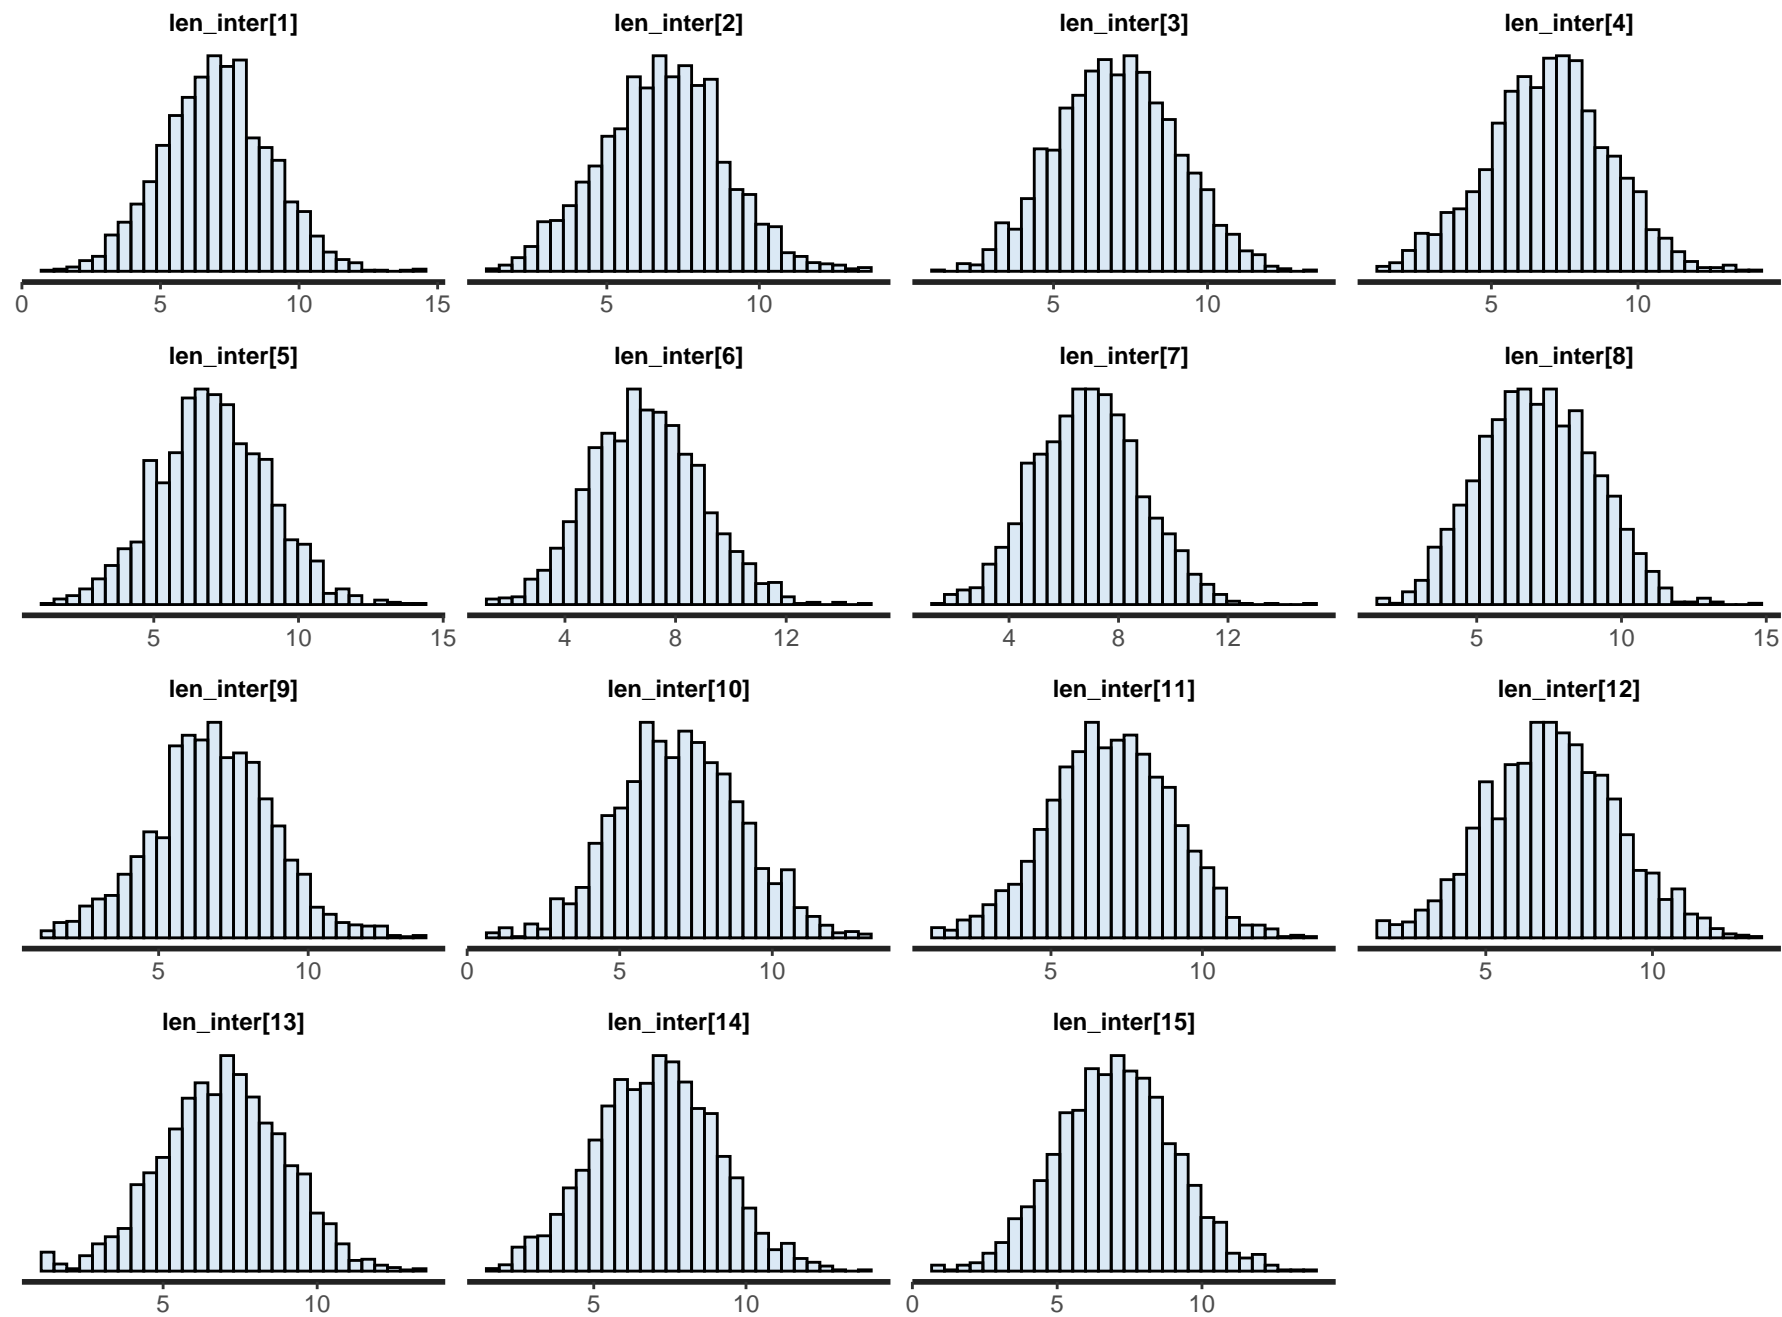 len_inter[1] len_inter[2] len_inter[3] len_inter[4]
0 5 10 15 5 10 5 10 5 10
len_inter[5] len_inter[6] len_inter[7] len_inter[8]
5 10 15 4 8 12 4 8 12 5 10 15
len_inter[9] len_inter[10] len_inter[11] len_inter[12]
5 10 0 5 10 5 10 5 10
len_inter[13] len_inter[14] len_inter[15]
5 10 5 10 0 5 10